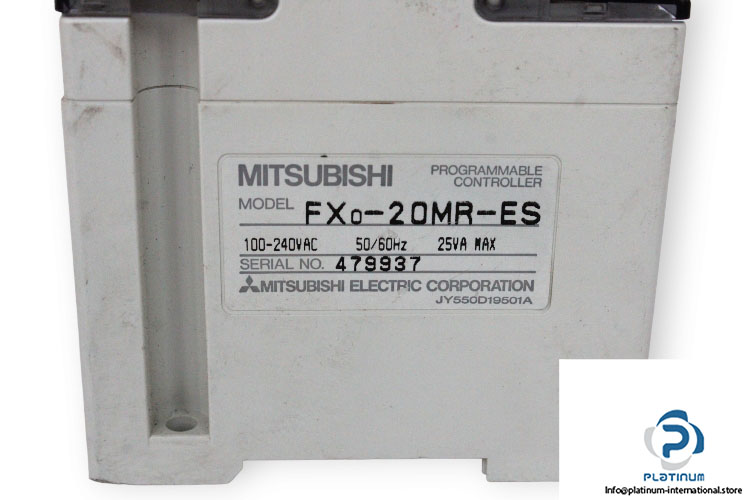 MITSUBISHI PROGRAMMABLE CONTROLLER
MODEL FX0-20MR-ES
100-240VAC 50/60Hz 25VA MAX
SERIAL NO. 479937
MITSUBISHI ELECTRIC CORPORATION
JY550D19501A
PLATINUM
Info@platinum-international.store